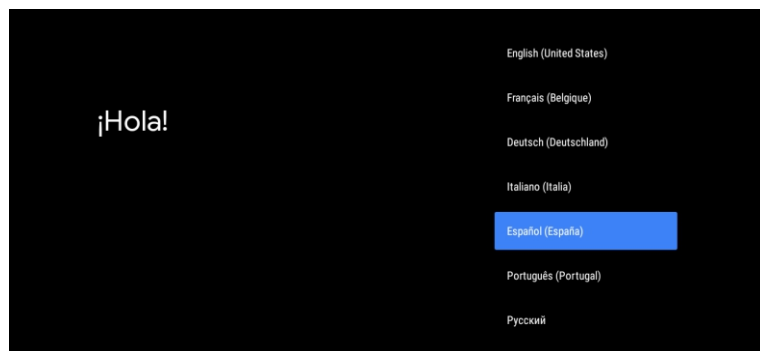 ¡Hola!
English (United States)
Français (Belgique)
Deutsch (Deutschland)
Italiano (Italia)
Español (España)
Português (Portugal)
Русский